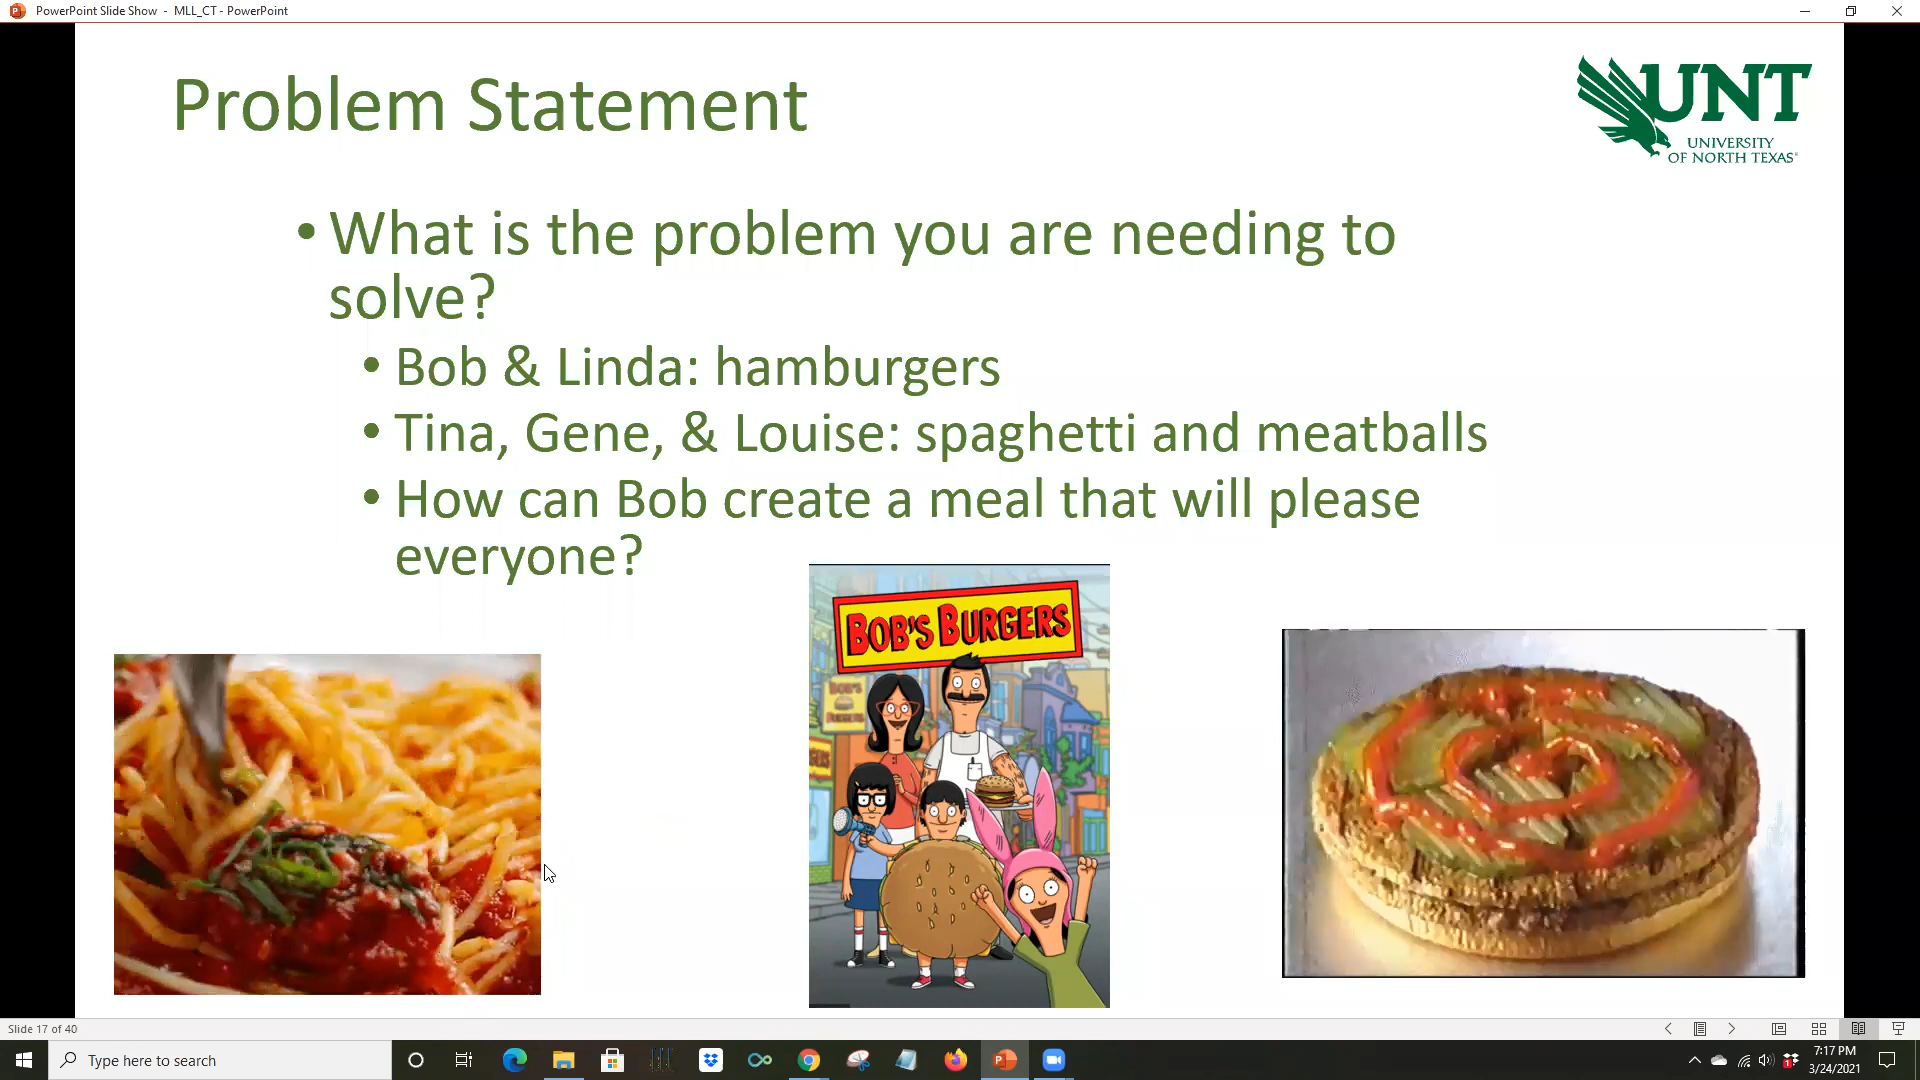 PowerPoint Slide Show - MLL_CT - PowerPoint
Problem Statement
UNT
UNIVERSITY
OF NORTH TEXAS®
• What is the problem you are needing to
solve?
• Bob & Linda: hamburgers
• Tina, Gene, & Louise: spaghetti and meatballs
• How can Bob create a meal that will please
everyone?
BOB'S BURGERS
BOB'S
BURGERS
Slide 17 of 40
Type here to search
7:17 PM
3/24/2021